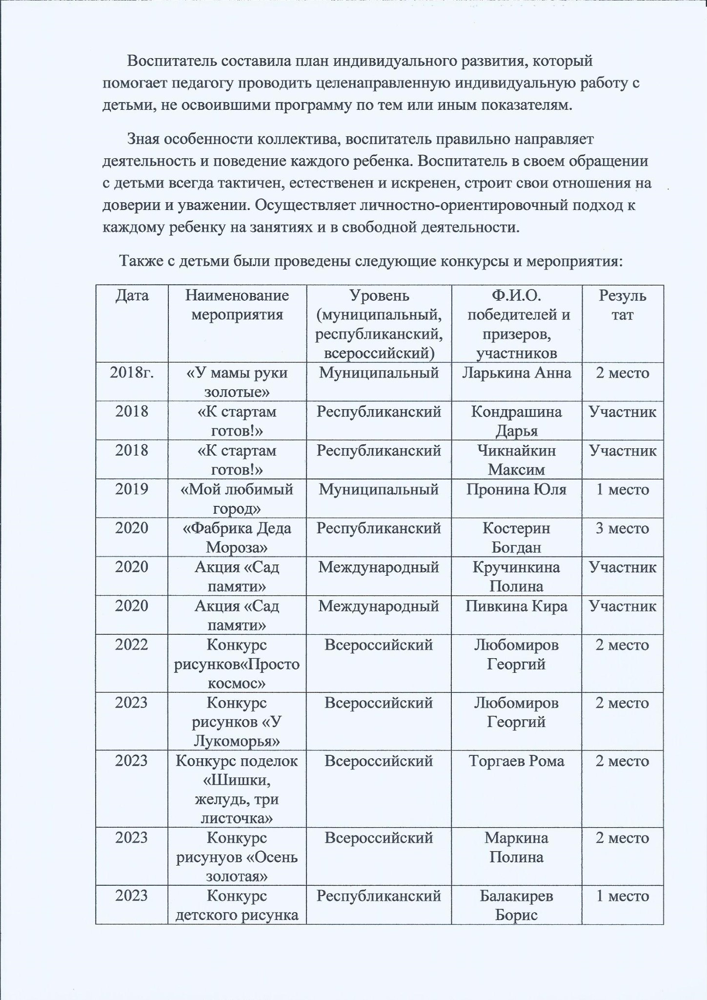 Воспитатель составила план индивидуального развития, который
помогает педагогу проводить целенаправленную индивидуальную работу с
детьми, не освоившими программу по тем или иным показателям.
Зная особенности коллектива, воспитатель правильно направляет
деятельность и поведение каждого ребенка. Воспитатель в своем обращении
с детьми всегда тактичен, естественен и искренен, строит свои отношения на
доверии и уважении. Осуществляет личностно-ориентировочный подход к
каждому ребенку на занятиях и в свободной деятельности.
Также с детьми были проведены следующие конкурсы и мероприятия:
Дата Наименование Уровень Ф.И.О. Резуль
мероприятия (муниципальный, победителей и тат
республиканский, призеров,
всероссийский) участников
2018г. «У мамы руки Муниципальный Ларькина Анна 2 место
золотые»
2018 «К стартам Республиканский Кондрашина Участник
готов!» Дарья
2018 «К стартам Республиканский Чикнайкин Участник
готов!» Максим
2019 «Мой любимый Муниципальный Пронина Юля 1 место
город»
2020 «Фабрика Деда Республиканский Костерин 3 место
Мороза» Богдан
2020 Акция «Сад Международный Кручинкина Участник
памяти» Полина
2020 Акция «Сад Международный Пивкина Кира Участник
памяти»
2022 Конкурс Всероссийский Любомиров 2 место
рисунков«Просто Георгий
космос»
2023 Конкурс Всероссийский Любомиров 2 место
рисунков «У Георгий
Лукоморья»
2023 Конкурс поделок Всероссийский Торгаев Рома 2 место
«Шишки,
желудь, три
листочка»
2023 Конкурс Всероссийский Маркина 2 место
рисунуов «Осень Полина
золотая»
2023 Конкурс Республиканский Балакирев 1 место
детского рисунка Борис